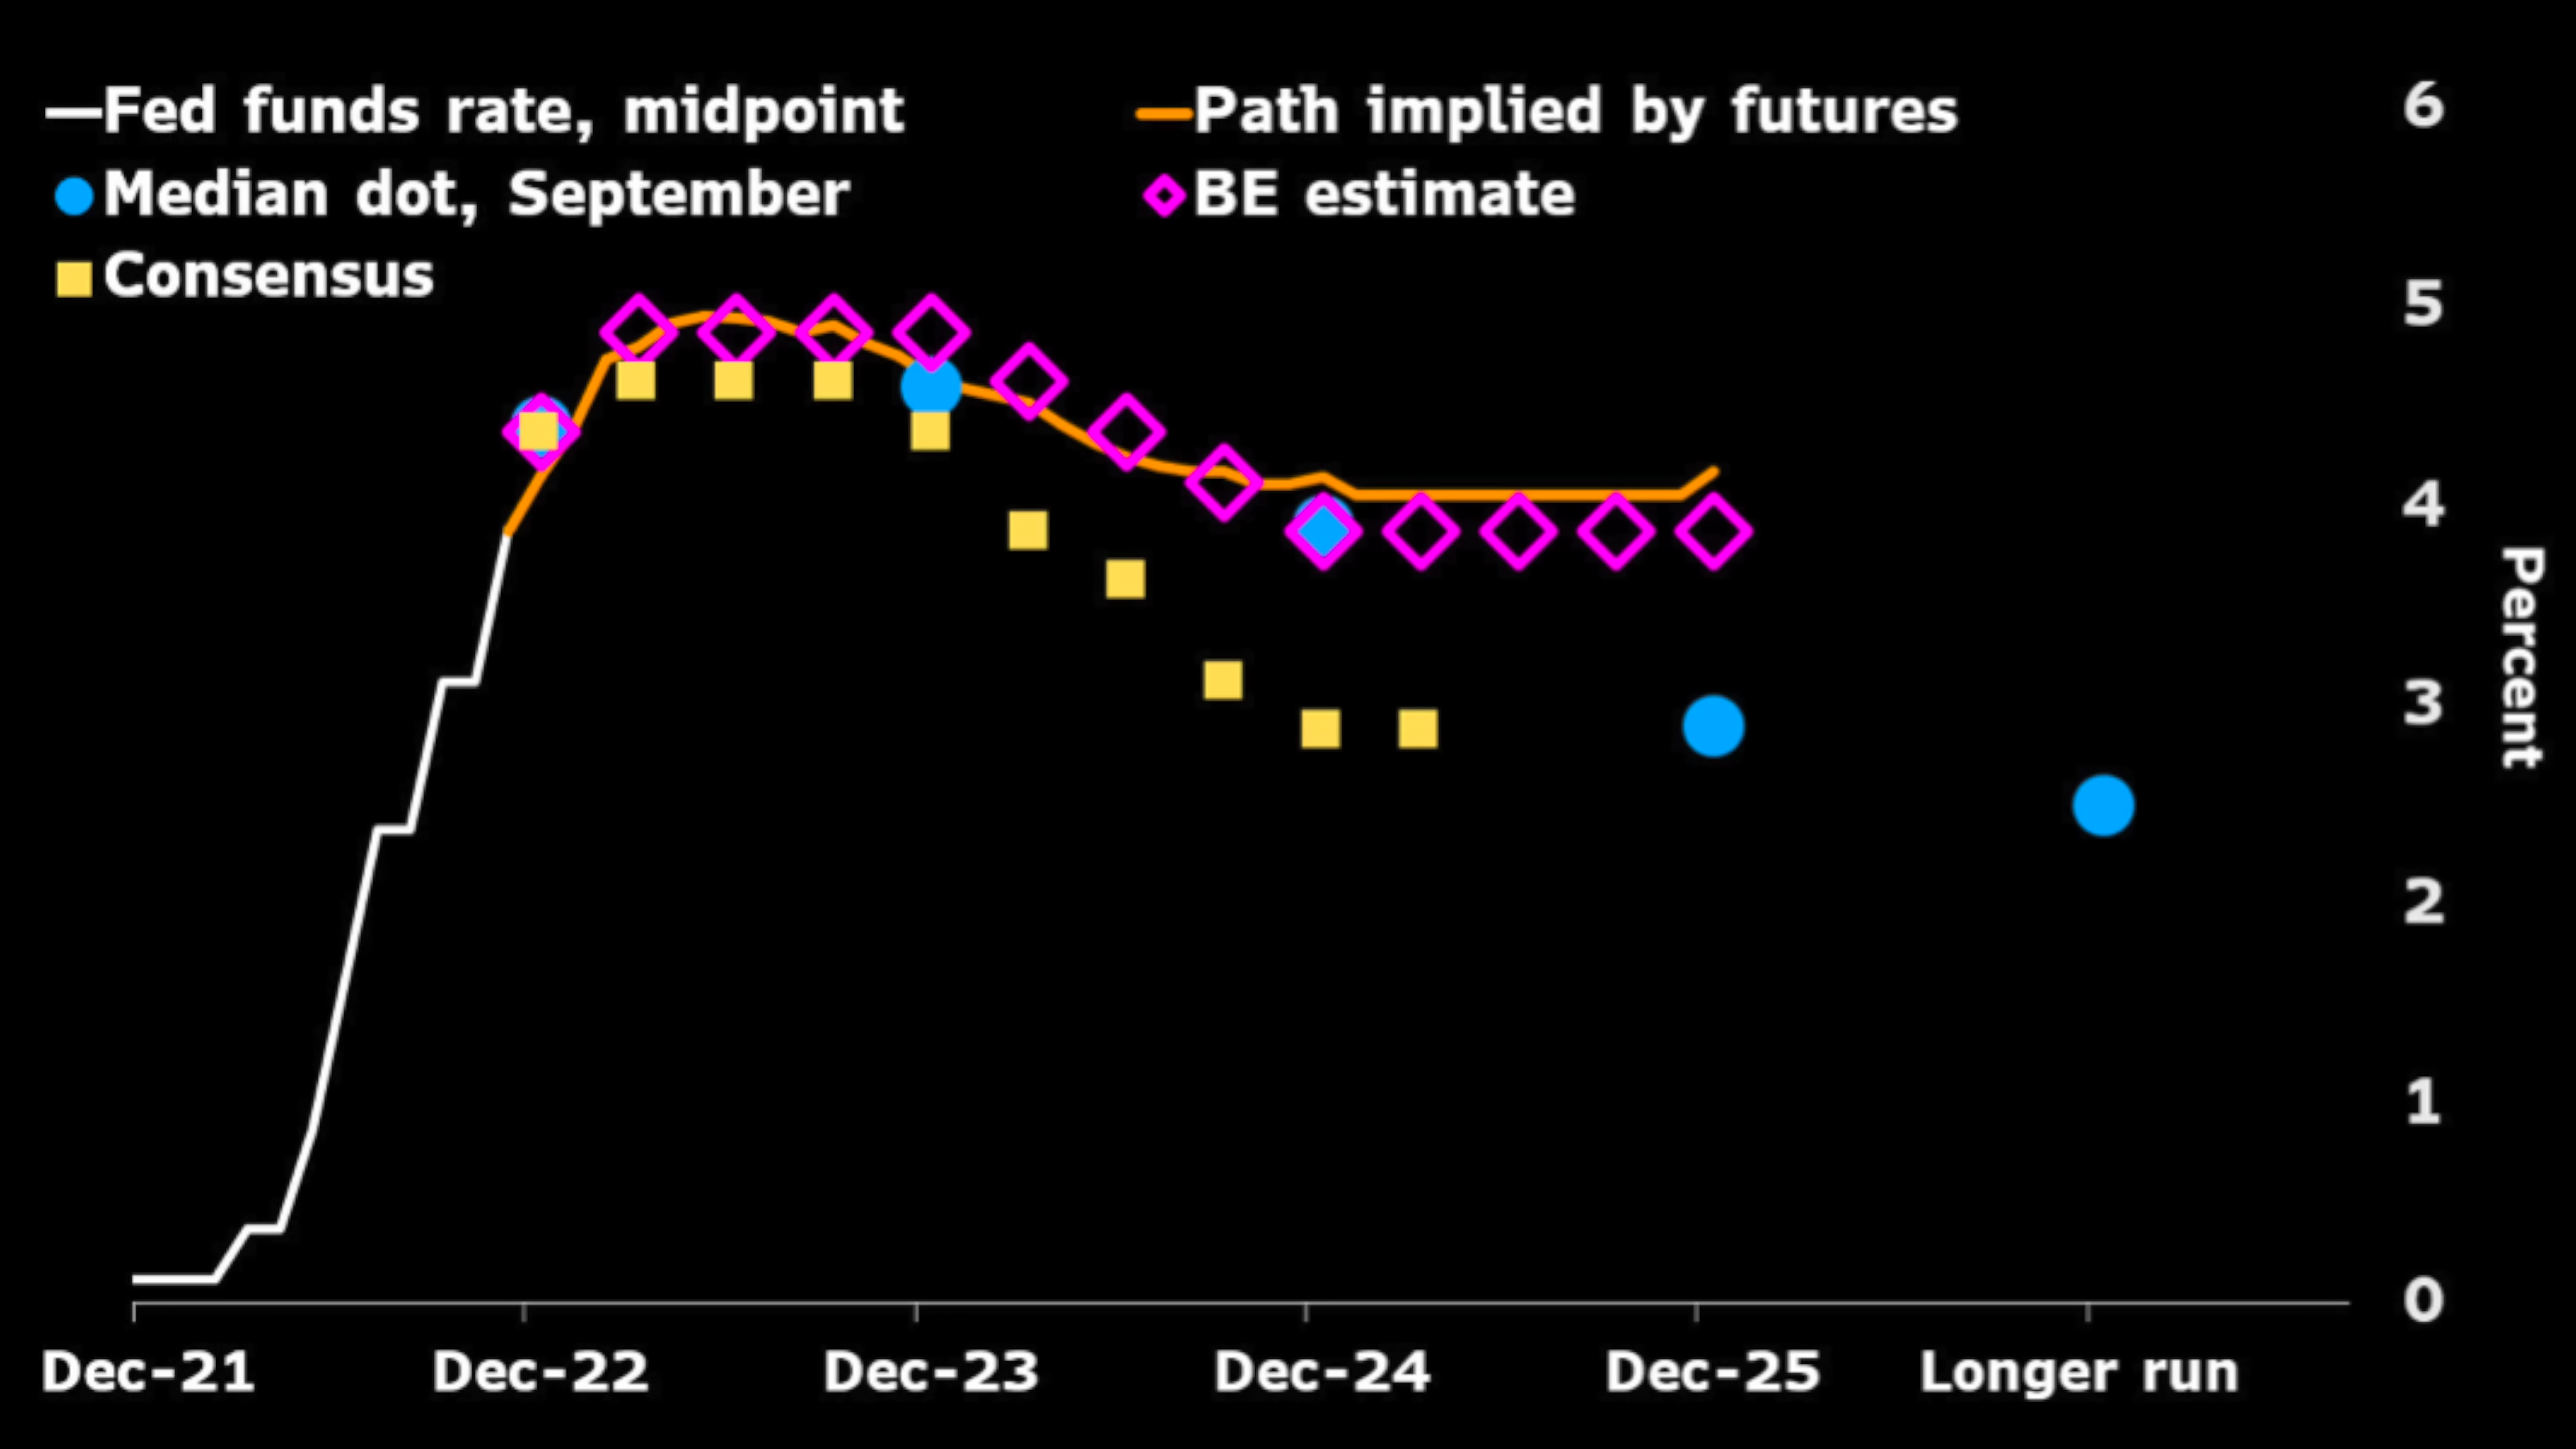 Fed funds rate, midpoint
Path implied by futures
Median dot, September
BE estimate
Consensus
6
5
4
3
2
1
0
Percent
Dec-21 Dec-22 Dec-23 Dec-24 Dec-25 Longer run